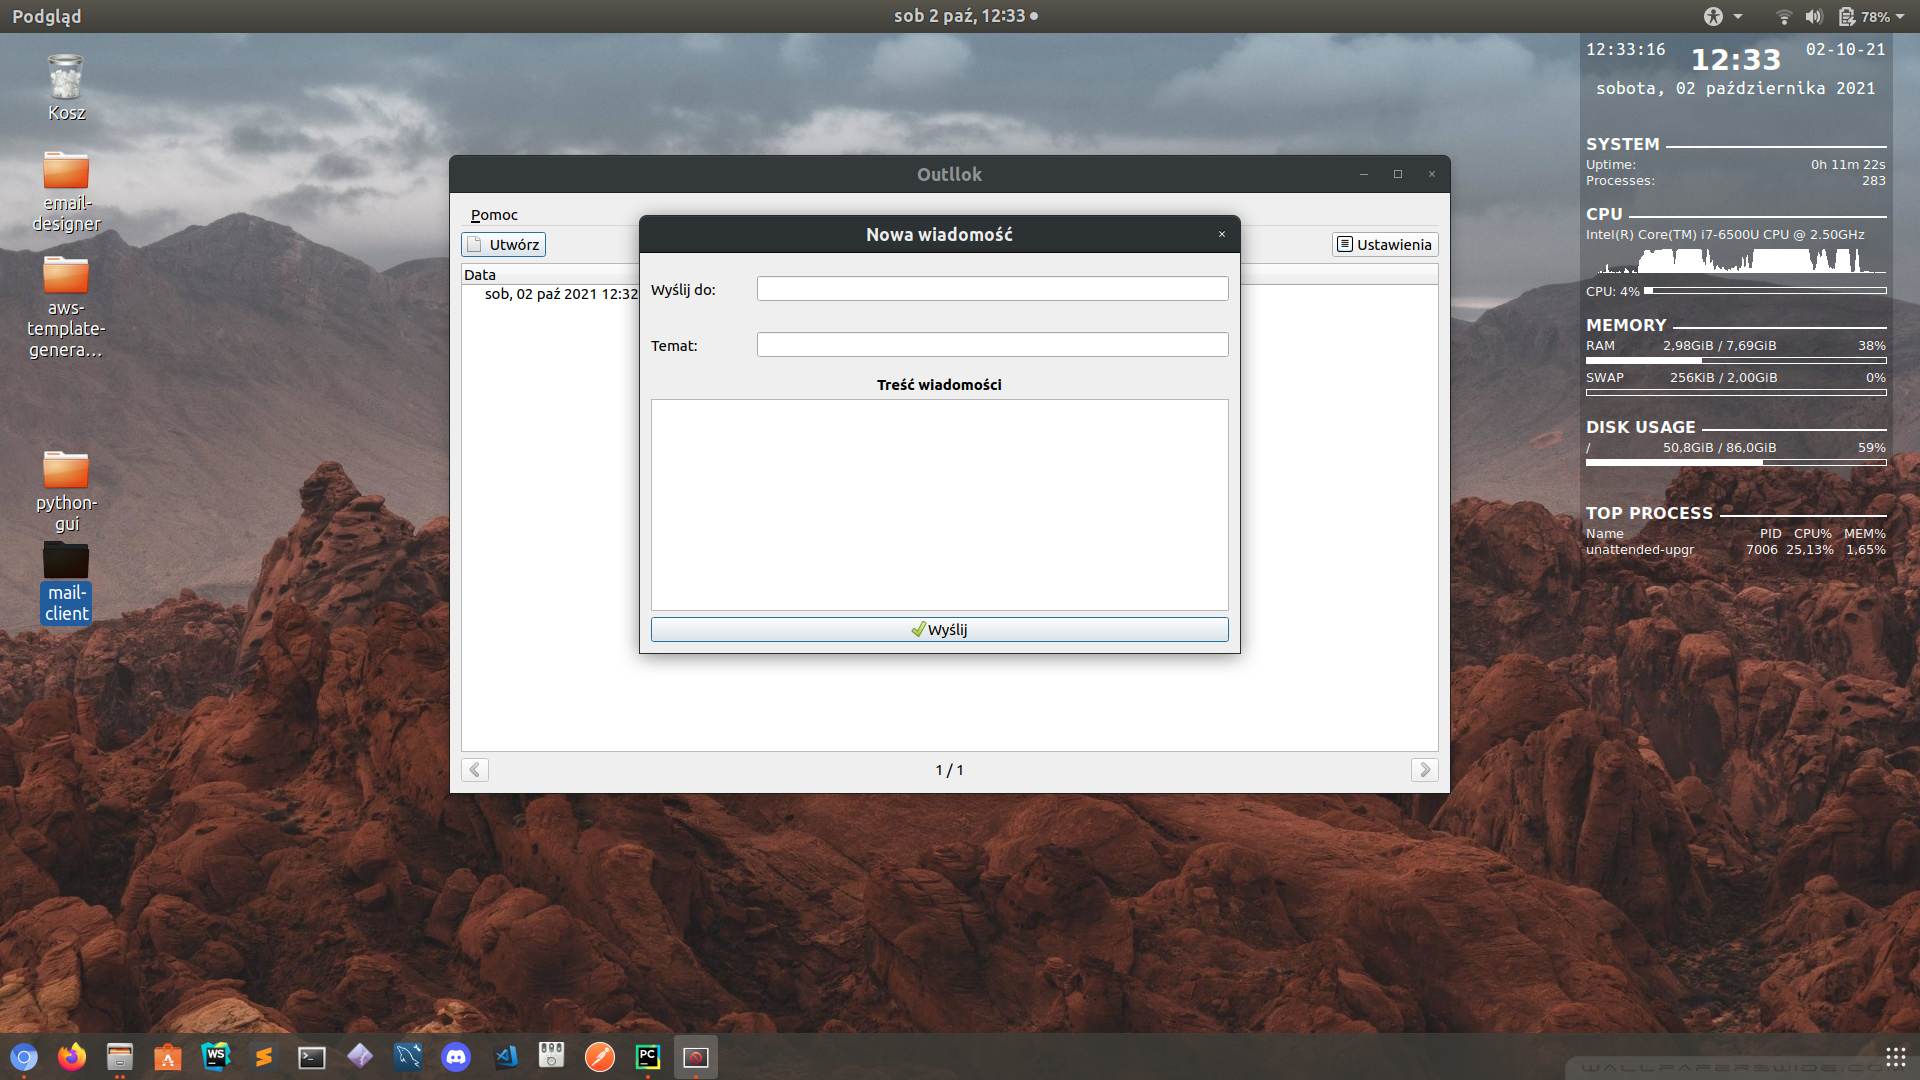 Podgląd
sob 2 paź, 12:33
78%
Kosz
email-
designer
aws-
template-
genera…
python-
gui
mail-
client
Outllok
Pomoc
Utwórz
Ustawienia
Data
sob, 02 paź 2021 12:32
1 / 1
Nowa wiadomość
Wyślij do:
Temat:
Treść wiadomości
Wyślij
12:33:16 12:33 02-10-21
sobota, 02 października 2021
SYSTEM
Uptime: 0h 11m 22s
Processes: 283
CPU
Intel(R) Core(TM) i7-6500U CPU @ 2.50GHz
CPU: 4%
MEMORY
RAM 2,98GiB / 7,69GiB 38%
SWAP 256KiB / 2,00GiB 0%
DISK USAGE
/ 50,8GiB / 86,0GiB 59%
TOP PROCESS
Name PID CPU% MEM%
unattended-upgr 7006 25,13% 1,65%
WS
PC
WALLPAPERSWIDE.COM